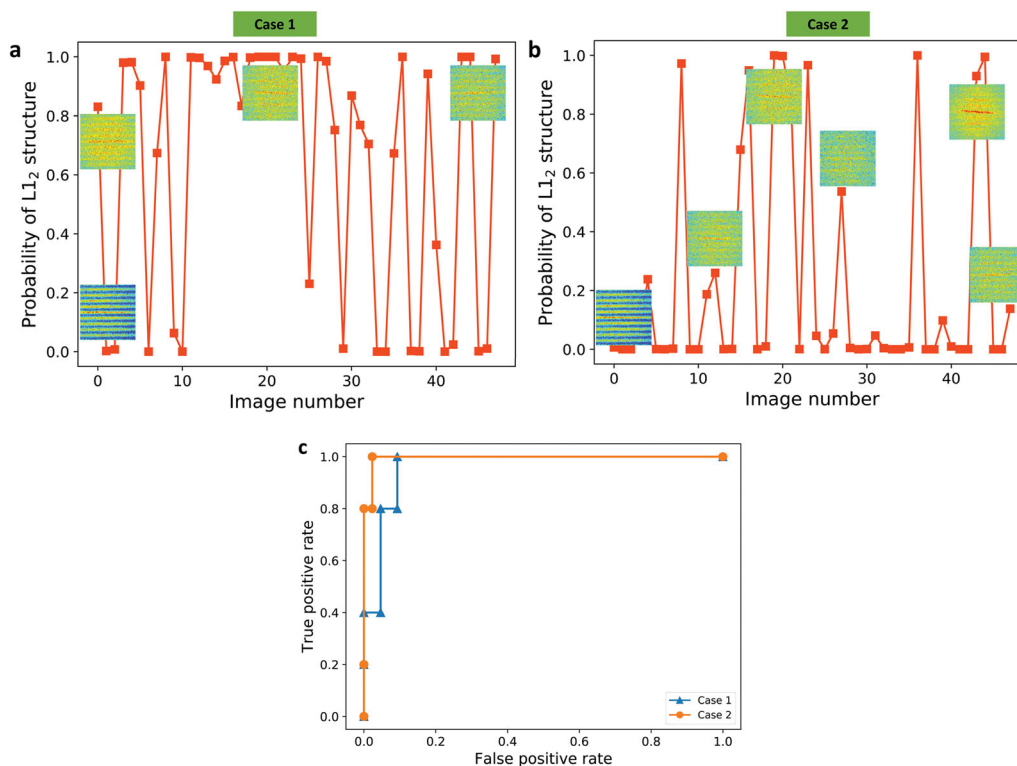 Case 1
Case 2
a
b
Probability of L1₂ structure
1.0
0.8
0.6
0.4
0.2
0.0
0
10
20
30
40
Image number
Probability of L1₂ structure
1.0
0.8
0.6
0.4
0.2
0.0
0
10
20
30
40
Image number
c
True positive rate
1.0
0.8
0.6
0.4
0.2
0.0
0.0
0.2
0.4
0.6
0.8
1.0
False positive rate
Case 1
Case 2